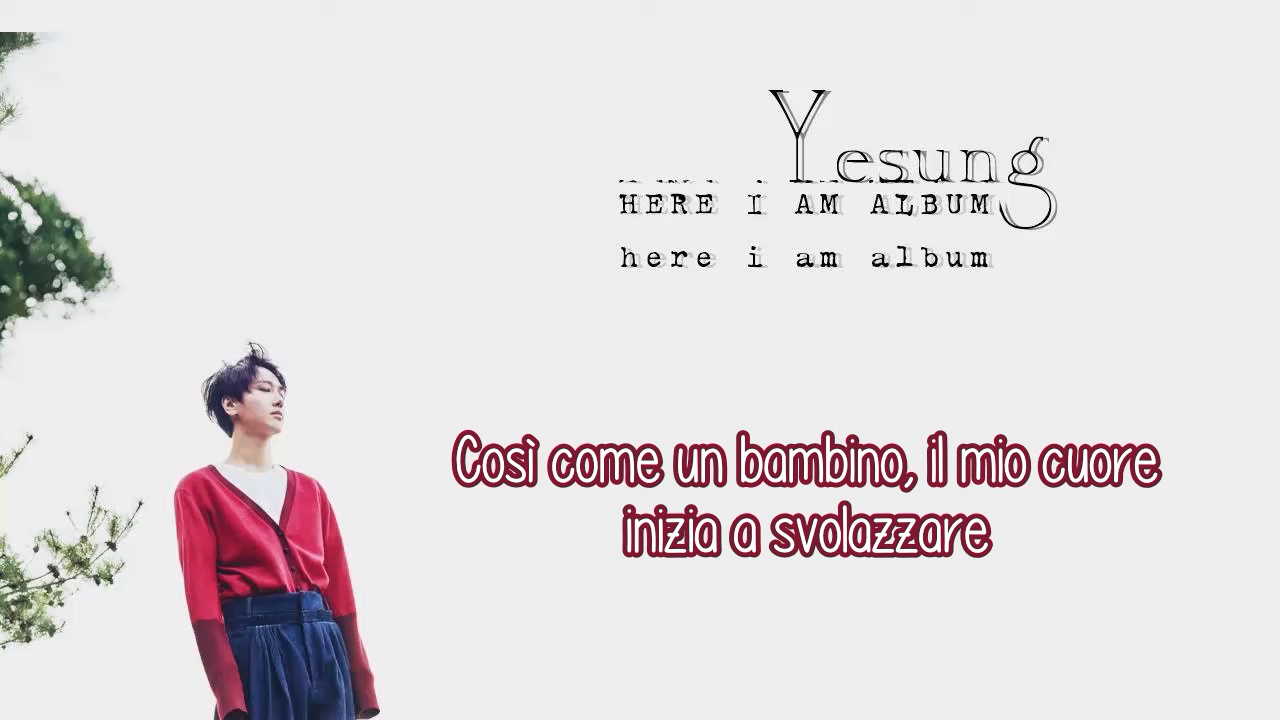 Yesung
HERE I AM ALBUM
here i am album
Così come un bambino, il mio cuore
inizia a svolazzare